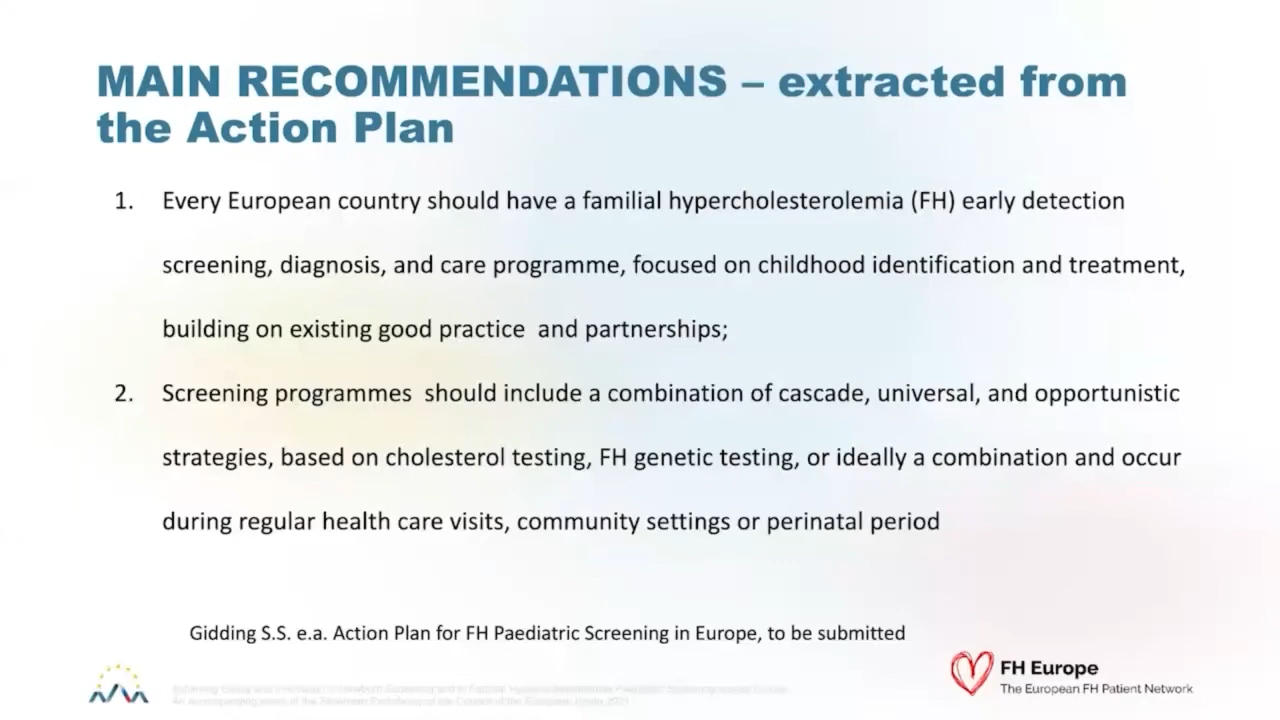 MAIN RECOMMENDATIONS – extracted from
the Action Plan
1. Every European country should have a familial hypercholesterolemia (FH) early detection
screening, diagnosis, and care programme, focused on childhood identification and treatment,
building on existing good practice  and partnerships;
2. Screening programmes  should include a combination of cascade, universal, and opportunistic
strategies, based on cholesterol testing, FH genetic testing, or ideally a combination and occur
during regular health care visits, community settings or perinatal period
Gidding S.S. e.a. Action Plan for FH Paediatric Screening in Europe, to be submitted
FH Europe
The European FH Patient Network